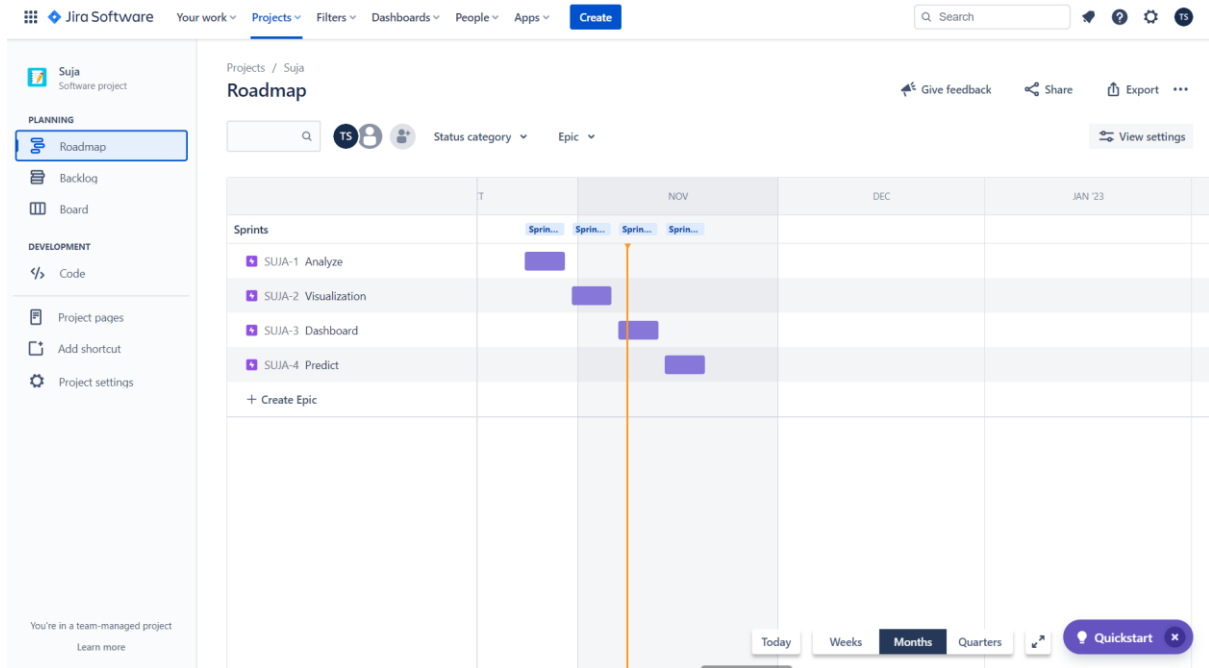 Jira Software Your work Projects Filters Dashboards People Apps Create Search TS
Suja
Software project
PLANNING
Roadmap
Backlog
Board
DEVELOPMENT
Code
Project pages
Add shortcut
Project settings
You're in a team-managed project
Learn more
Projects / Suja
Roadmap
Give feedback Share Export
TS Status category Epic View settings
NOV DEC JAN '23
Sprints Sprin... Sprin... Sprin... Sprin...
SUJA-1 Analyze
SUJA-2 Visualization
SUJA-3 Dashboard
SUJA-4 Predict
+ Create Epic
Today Weeks Months Quarters Quickstart